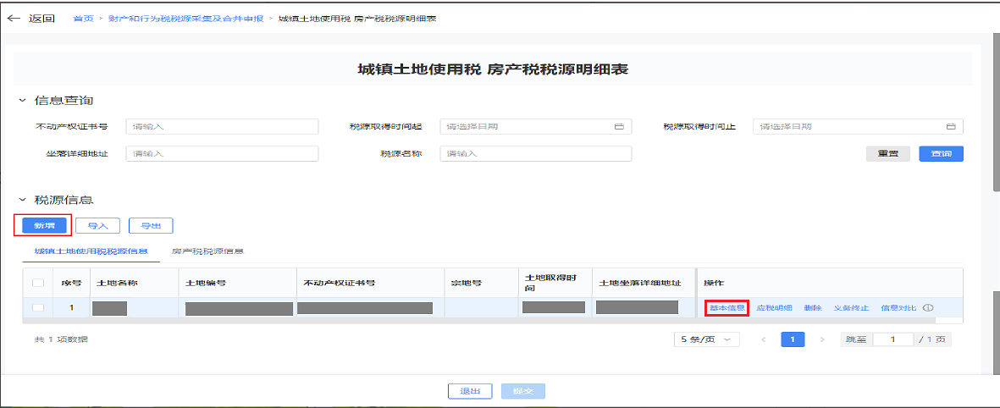 ← 返回 首页 > 财产和行为税税源采集及合并申报 > 城镇土地使用税 房产税税源明细表
城镇土地使用税 房产税税源明细表
信息查询
不动产权证书号 请输入 税源取得时间起 请选择日期 税源取得时间止 请选择日期
坐落详细地址 请输入 税源名称 请输入 重置 查询
税源信息
新增 导入 导出
城镇土地使用税税源信息 房产税税源信息
序号 土地名称 土地编号 不动产权证书号 宗地号 土地取得时间 土地坐落详细地址 操作
1 基本信息 应税明细 删除 义务终止 信息对比
共 1 项数据 5 条/页 < 1 > 跳至 1 / 1 页
退出 提交